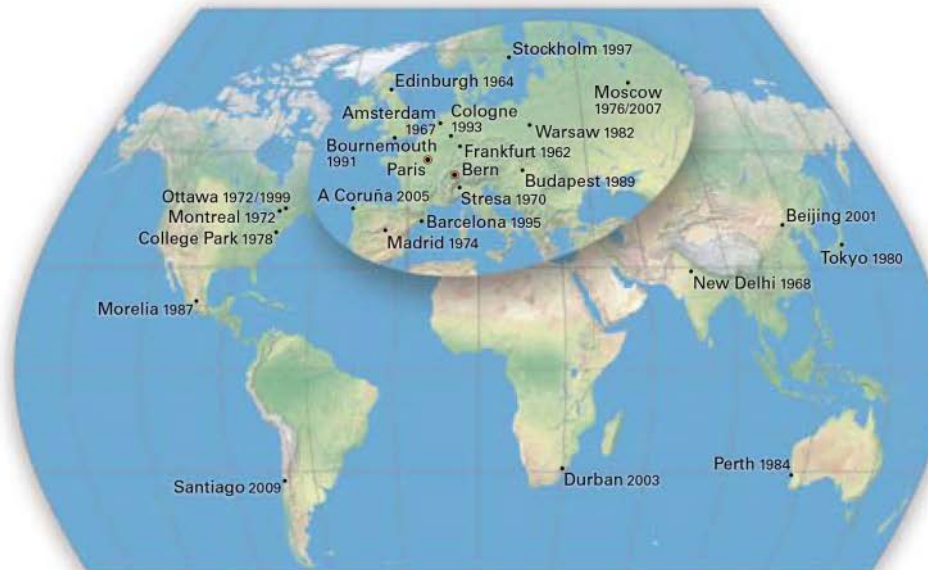 Stockholm 1997
Edinburgh 1964
Moscow
1976/2007
Amsterdam
1967
Cologne
1993
Warsaw 1982
Bournemouth
1991
Frankfurt 1962
Paris
Bern
Budapest 1989
Stresa 1970
A Coruña 2005
Barcelona 1995
Madrid 1974
Ottawa 1972/1999
Montreal 1972
College Park 1978
Beijing 2001
Tokyo 1980
New Delhi 1968
Morelia 1987
Perth 1984
Durban 2003
Santiago 2009